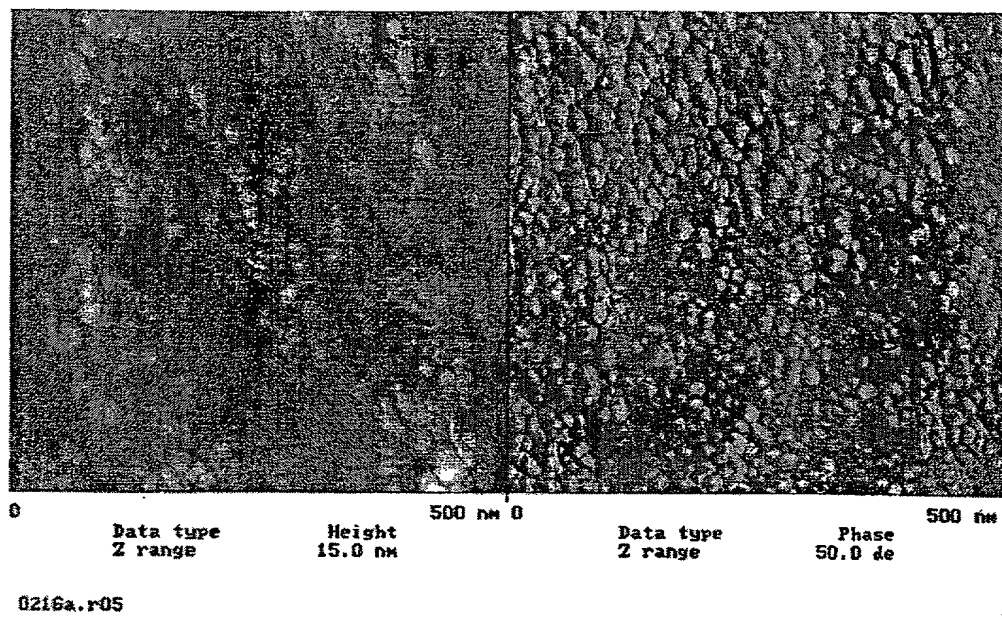 0 500 nm 0 500 nm
Data type Height Data type Phase
Z range 15.0 nm Z range 50.0 de
0216a.r05